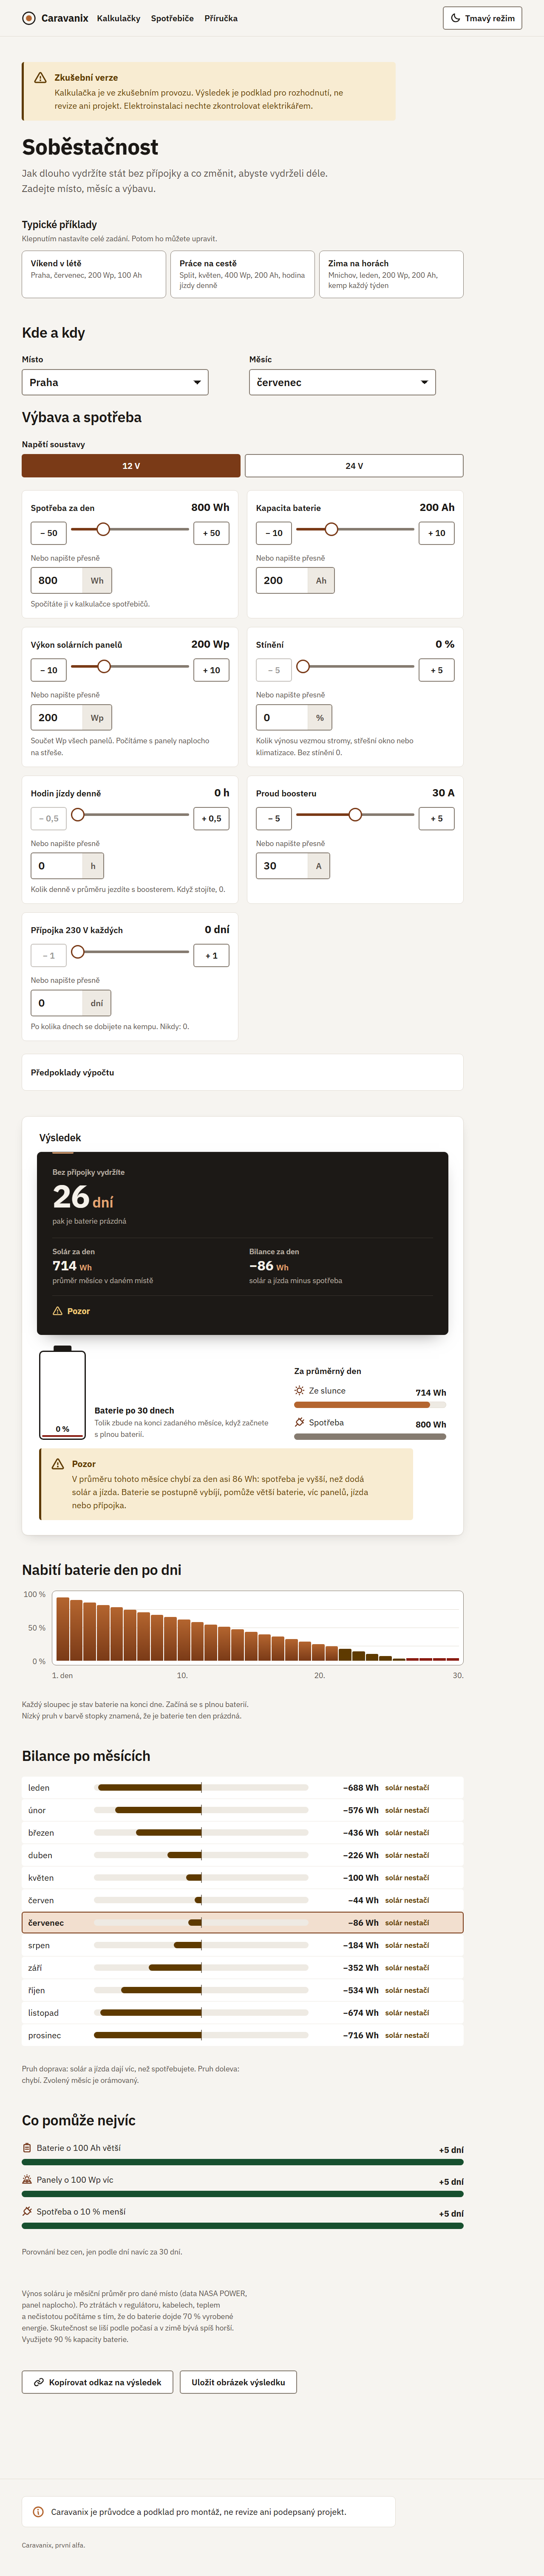 Caravanix Kalkulačky Spotřebiče Příručka Tmavý režim
Zkušební verze
Kalkulačka je ve zkušebním provozu. Výsledek je podklad pro rozhodnutí, ne
revize ani projekt. Elektroinstalaci nechte zkontrolovat elektrikářem.
Soběstačnost
Jak dlouho vydržíte stát bez přípojky a co změnit, abyste vydrželi déle.
Zadejte místo, měsíc a výbavu.
Typické příklady
Klepnutím nastavíte celé zadání. Potom ho můžete upravit.
Víkend v létě
Praha, červenec, 200 Wp, 100 Ah
Práce na cestě
Split, květen, 400 Wp, 200 Ah, hodina
jízdy denně
Zima na horách
Mnichov, leden, 200 Wp, 200 Ah,
kemp každý týden
Kde a kdy
Místo
Praha
Měsíc
červenec
Výbava a spotřeba
Napětí soustavy
12 V
24 V
Spotřeba za den 800 Wh
− 50 + 50
Nebo napište přesně
800 Wh
Spočítáte ji v kalkulačce spotřebičů.
Kapacita baterie 200 Ah
− 10 + 10
Nebo napište přesně
200 Ah
Výkon solárních panelů 200 Wp
− 10 + 10
Nebo napište přesně
200 Wp
Součet Wp všech panelů. Počítáme s panely naplocho
na střeše.
Stínění 0 %
− 5 + 5
Nebo napište přesně
0 %
Kolik výnosu vezmou stromy, střešní okno nebo
klimatizace. Bez stínění 0.
Hodin jízdy denně 0 h
− 0,5 + 0,5
Nebo napište přesně
0 h
Kolik denně v průměru jezdíte s boosterem. Když stojíte, 0.
Proud boosteru 30 A
− 5 + 5
Nebo napište přesně
30 A
Přípojka 230 V každých 0 dní
− 1 + 1
Nebo napište přesně
0 dní
Po kolika dnech se dobijete na kempu. Nikdy: 0.
Předpoklady výpočtu
Výsledek
Bez přípojky vydržíte
26 dní
pak je baterie prázdná
Solár za den
714 Wh
průměr měsíce v daném místě
Bilance za den
−86 Wh
solár a jízda minus spotřeba
Pozor
0 %
Baterie po 30 dnech
Tolik zbude na konci zadaného měsíce, když začnete
s plnou baterií.
Za průměrný den
Ze slunce 714 Wh
Spotřeba 800 Wh
Pozor
V průměru tohoto měsíce chybí za den asi 86 Wh: spotřeba je vyšší, než dodá
solár a jízda. Baterie se postupně vybíjí, pomůže větší baterie, víc panelů, jízda
nebo přípojka.
Nabití baterie den po dni
100 %
50 %
0 %
1. den 10. 20. 30.
Každý sloupec je stav baterie na konci dne. Začíná se s plnou baterií.
Nízký pruh v barvě stopky znamená, že je baterie ten den prázdná.
Bilance po měsících
leden −688 Wh solár nestačí
únor −576 Wh solár nestačí
březen −436 Wh solár nestačí
duben −226 Wh solár nestačí
květen −100 Wh solár nestačí
červen −44 Wh solár nestačí
červenec −86 Wh solár nestačí
srpen −184 Wh solár nestačí
září −352 Wh solár nestačí
říjen −534 Wh solár nestačí
listopad −674 Wh solár nestačí
prosinec −716 Wh solár nestačí
Pruh doprava: solár a jízda dají víc, než spotřebujete. Pruh doleva:
chybí. Zvolený měsíc je orámovaný.
Co pomůže nejvíc
Baterie o 100 Ah větší +5 dní
Panely o 100 Wp víc +5 dní
Spotřeba o 10 % menší +5 dní
Porovnání bez cen, jen podle dní navíc za 30 dní.
Výnos soláru je měsíční průměr pro dané místo (data NASA POWER,
panel naplocho). Po ztrátách v regulátoru, kabelech, teplem
a nečistotou počítáme s tím, že do baterie dojde 70 % vyrobené
energie. Skutečnost se liší podle počasí a v zimě bývá spíš horší.
Využijete 90 % kapacity baterie.
Kopírovat odkaz na výsledek
Uložit obrázek výsledku
Caravanix je průvodce a podklad pro montáž, ne revize ani podepsaný projekt.
Caravanix, první alfa.